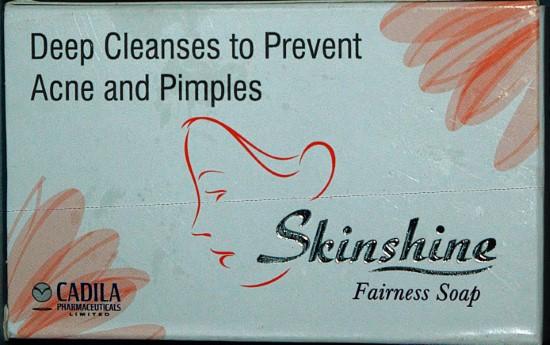 Deep Cleanses to Prevent
Acne and Pimples
Skinshine
Fairness Soap
CADILA
PHARMACEUTICALS
LIMITED